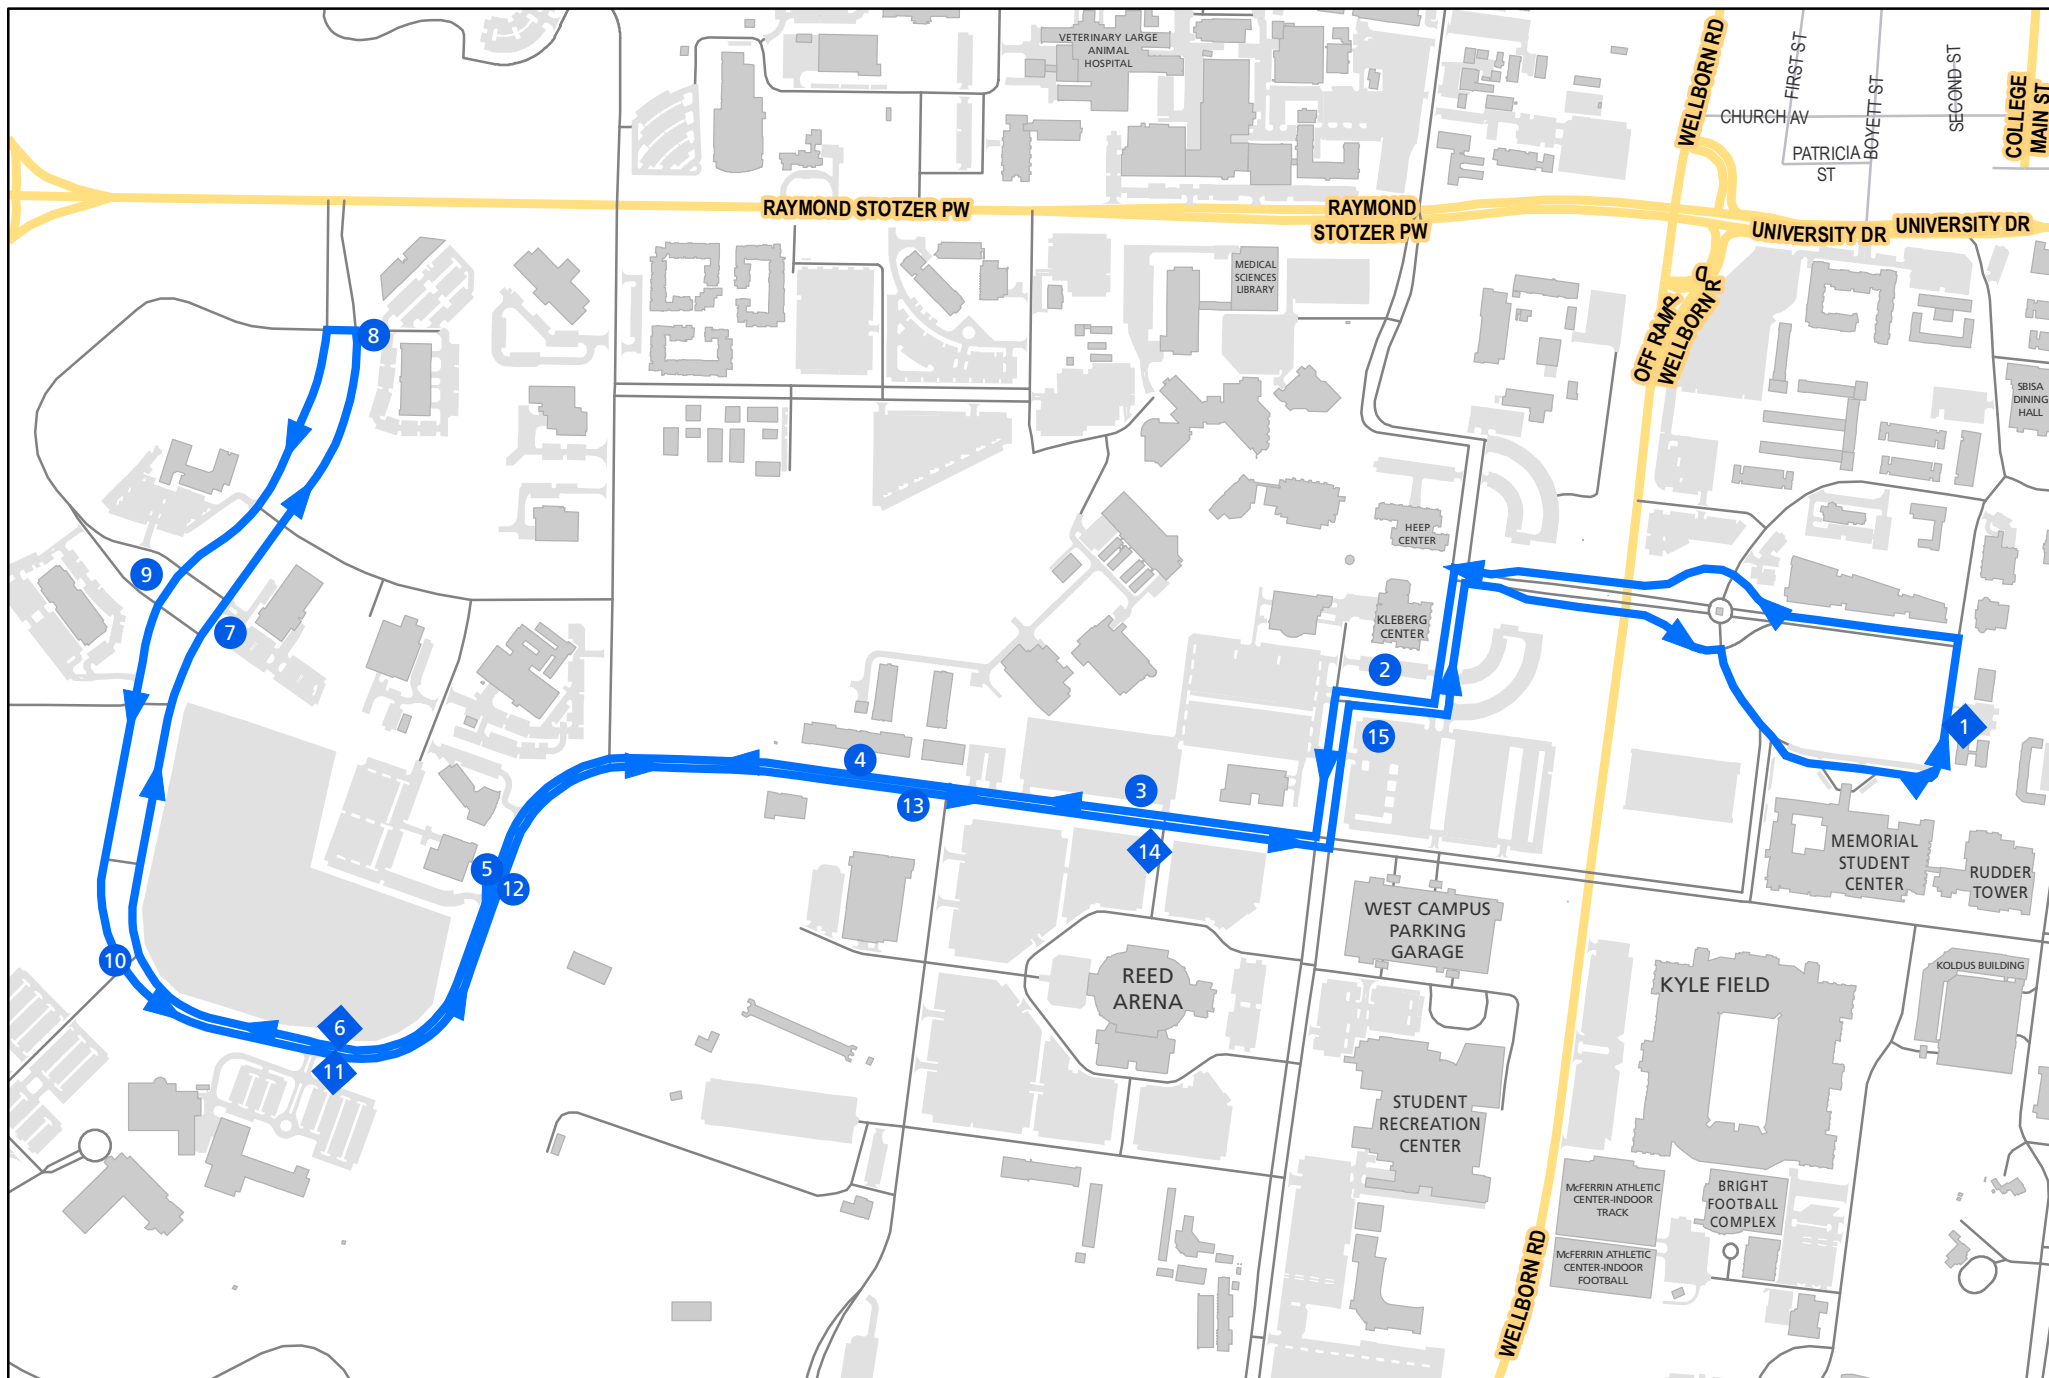 VETERINARY LARGE
ANIMAL
HOSPITAL
WELLBORN RD
FIRST ST
BOYETT ST
SECOND ST
COLLEGE
MAIN ST
CHURCH AV
PATRICIA
ST
RAYMOND STOTZER PW
RAYMOND
STOTZER PW
UNIVERSITY DR
UNIVERSITY DR
MEDICAL
SCIENCES
LIBRARY
OFF RAMP
WELLBORN RD
8
SBISA
DINING
HALL
HEEP
CENTER
9
7
KLEBERG
CENTER
2
1
15
4
3
13
14
5
12
MEMORIAL
STUDENT
CENTER
RUDDER
TOWER
WEST CAMPUS
PARKING
GARAGE
10
REED
ARENA
KYLE FIELD
KOLDUS BUILDING
6
11
STUDENT
RECREATION
CENTER
McFERRIN ATHLETIC
CENTER-INDOOR
TRACK
BRIGHT
FOOTBALL
COMPLEX
McFERRIN ATHLETIC
CENTER-INDOOR
FOOTBALL
WELLBORN RD